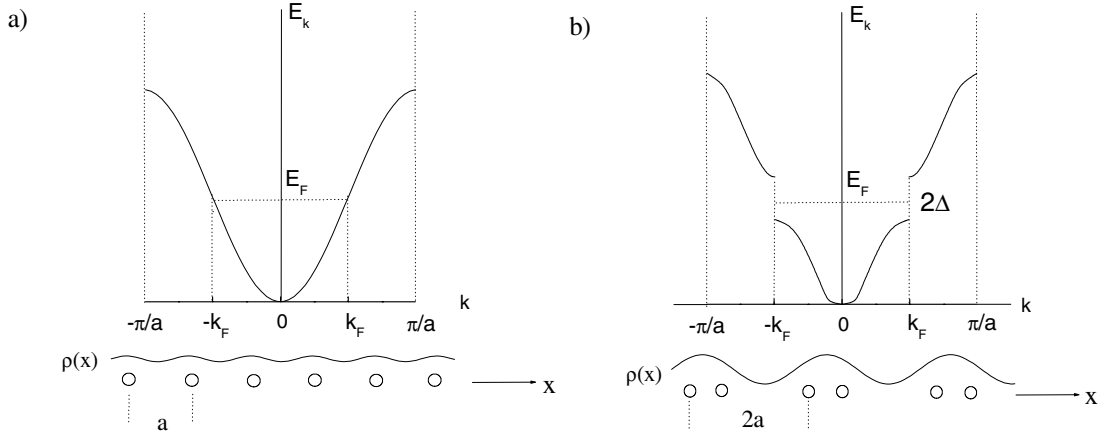 a)
E_k
E_F
-π/a -k_F 0 k_F π/a k
ρ(x)
x
a
b)
E_k
E_F
2Δ
-π/a -k_F 0 k_F π/a k
ρ(x)
x
2a